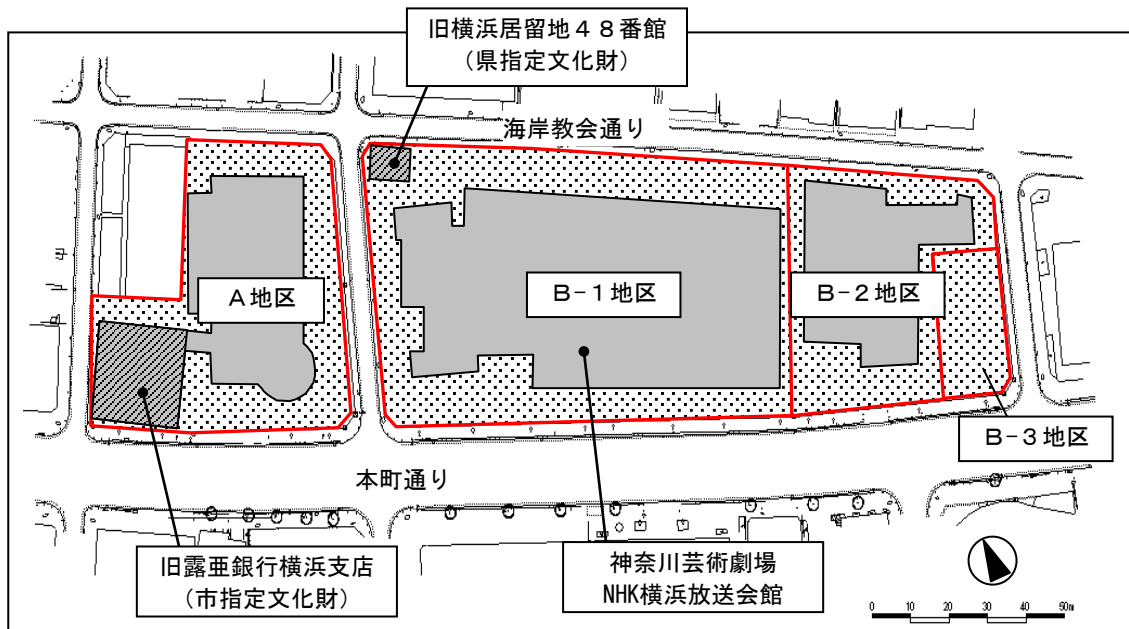 旧横浜居留地４８番館
（県指定文化財）
海岸教会通り
Ａ地区
Ｂ-１地区
Ｂ-２地区
Ｂ-３地区
本町通り
旧露亜銀行横浜支店
（市指定文化財）
神奈川芸術劇場
NHK横浜放送会館
0 10 20 30 40 50m